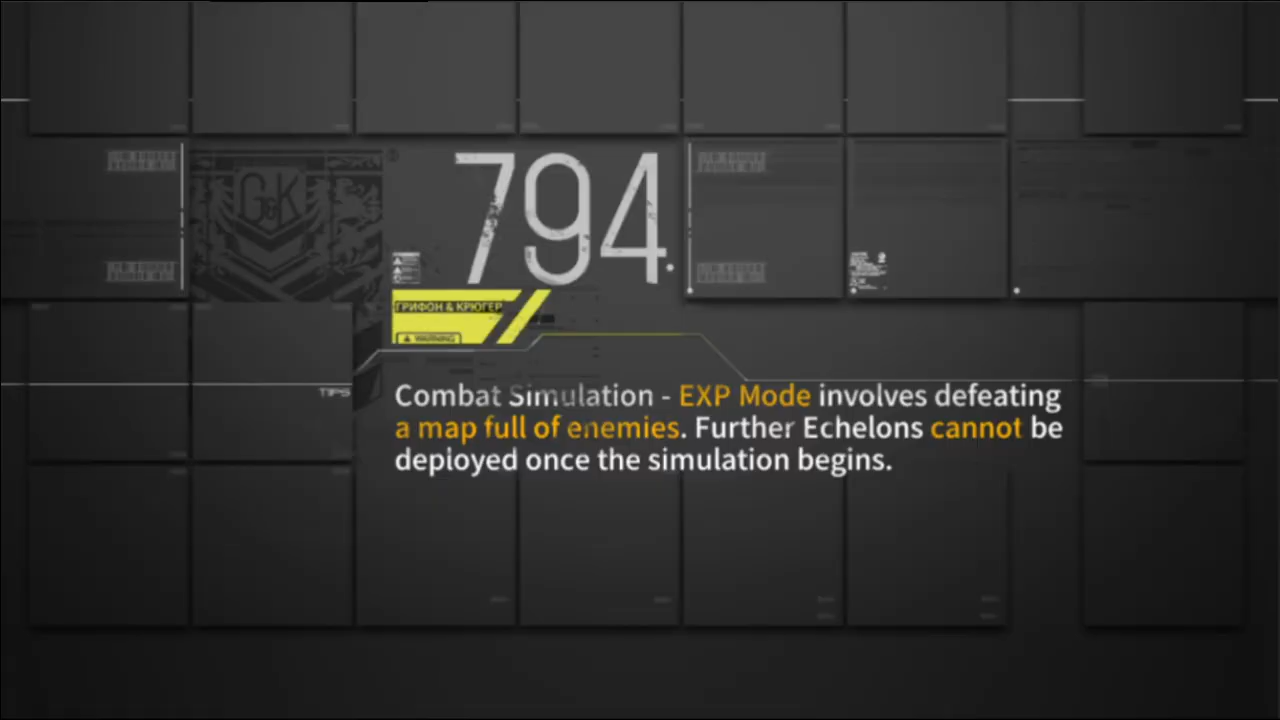 G&K
794.
ГРИФОН & КРЮГЕР
WARNING
TIPS
Combat Simulation - EXP Mode involves defeating
a map full of enemies. Further Echelons cannot be
deployed once the simulation begins.